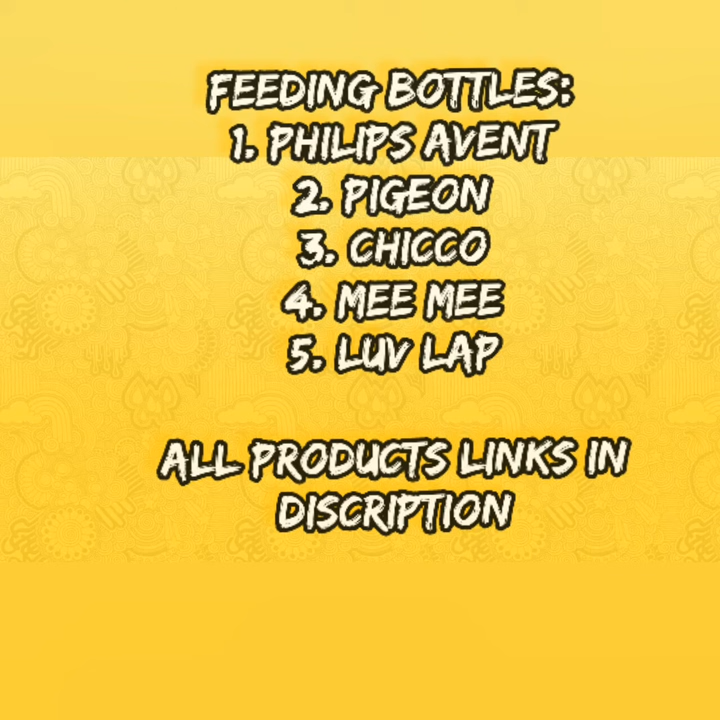 FEEDING BOTTLES:
1. PHILIPS AVENT
2. PIGEON
3. CHICCO
4. MEE MEE
5. LUV LAP
ALL PRODUCTS LINKS IN
DISCRIPTION